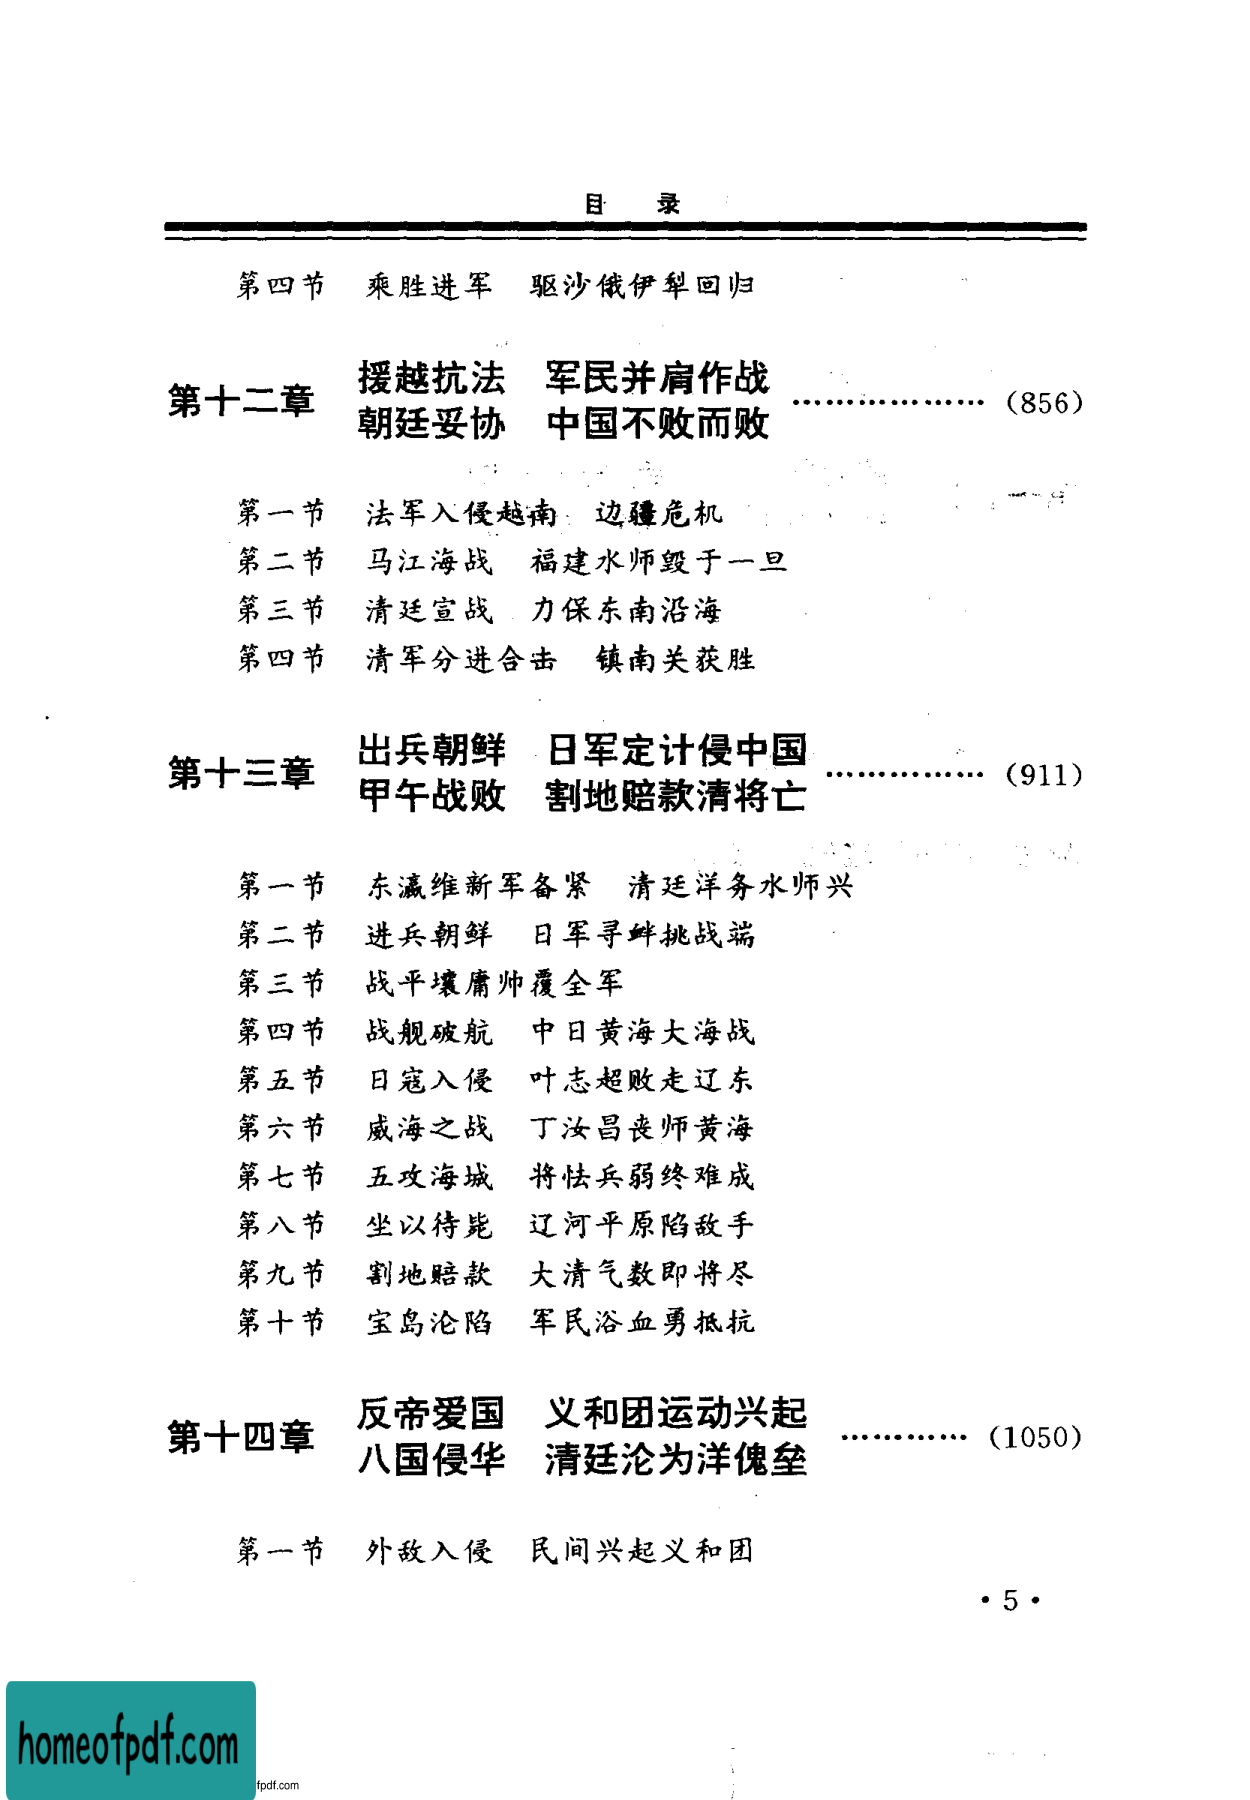 目 录
第四节 乘胜进军 驱沙俄伊犁回归
第十二章 援越抗法 军民并肩作战
朝廷妥协 中国不败而败 ……………… (856)
第一节 法军入侵越南 边疆危机
第二节 马江海战 福建水师毁于一旦
第三节 清廷宣战 力保东南沿海
第四节 清军分进合击 镇南关获胜
第十三章 出兵朝鲜 日军定计侵中国
甲午战败 割地赔款清将亡 …………… (911)
第一节 东瀛维新军备紧 清廷洋务水师兴
第二节 进兵朝鲜 日军寻衅挑战端
第三节 战平壤庸帅覆全军
第四节 战舰破航 中日黄海大海战
第五节 日寇入侵 叶志超败走辽东
第六节 威海之战 丁汝昌丧师黄海
第七节 五攻海城 将怯兵弱终难成
第八节 坐以待毙 辽河平原陷敌手
第九节 割地赔款 大清气数即将尽
第十节 宝岛沦陷 军民浴血勇抵抗
第十四章 反帝爱国 义和团运动兴起
八国侵华 清廷沦为洋傀垒 ………… (1050)
第一节 外敌入侵 民间兴起义和团
• 5 •
homeofpdf.com
fpdf.com